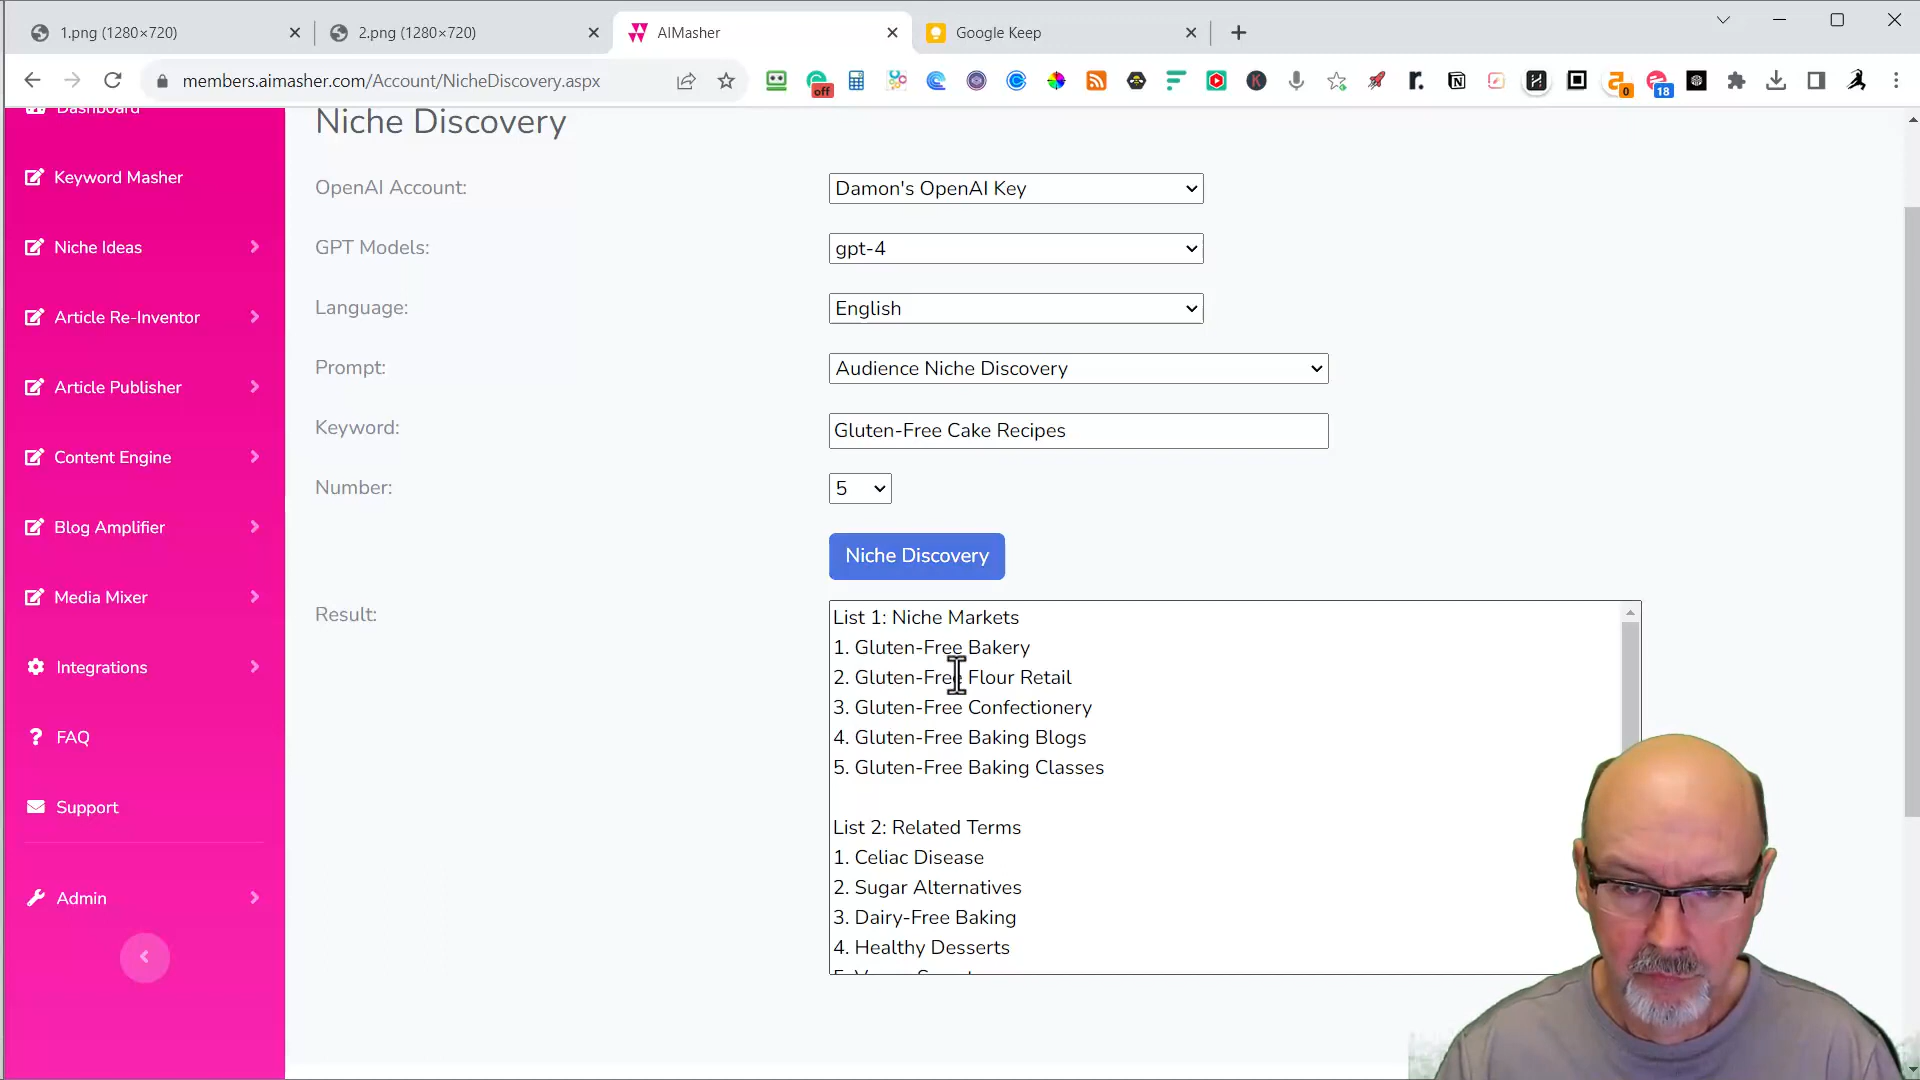 1.png (1280×720)
2.png (1280×720)
AIMasher
Google Keep
members.aimasher.com/Account/NicheDiscovery.aspx
off
0
18
Dashboard
Keyword Masher
Niche Ideas
Article Re-Inventor
Article Publisher
Content Engine
Blog Amplifier
Media Mixer
Integrations
FAQ
Support
Admin
Niche Discovery
OpenAI Account:
Damon's OpenAI Key
GPT Models:
gpt-4
Language:
English
Prompt:
Audience Niche Discovery
Keyword:
Gluten-Free Cake Recipes
Number:
5
Niche Discovery
Result:
List 1: Niche Markets
1. Gluten-Free Bakery
2. Gluten-Free Flour Retail
3. Gluten-Free Confectionery
4. Gluten-Free Baking Blogs
5. Gluten-Free Baking Classes
List 2: Related Terms
1. Celiac Disease
2. Sugar Alternatives
3. Dairy-Free Baking
4. Healthy Desserts